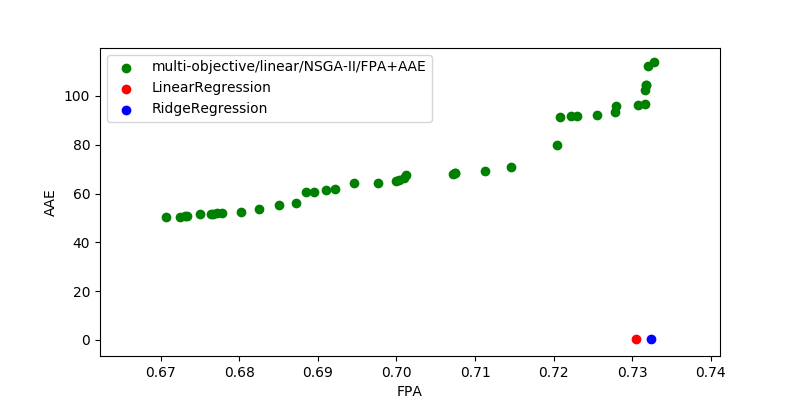 multi-objective/linear/NSGA-II/FPA+AAE
LinearRegression
RidgeRegression
100
80
60
40
20
0
AAE
0.67 0.68 0.69 0.70 0.71 0.72 0.73 0.74
FPA